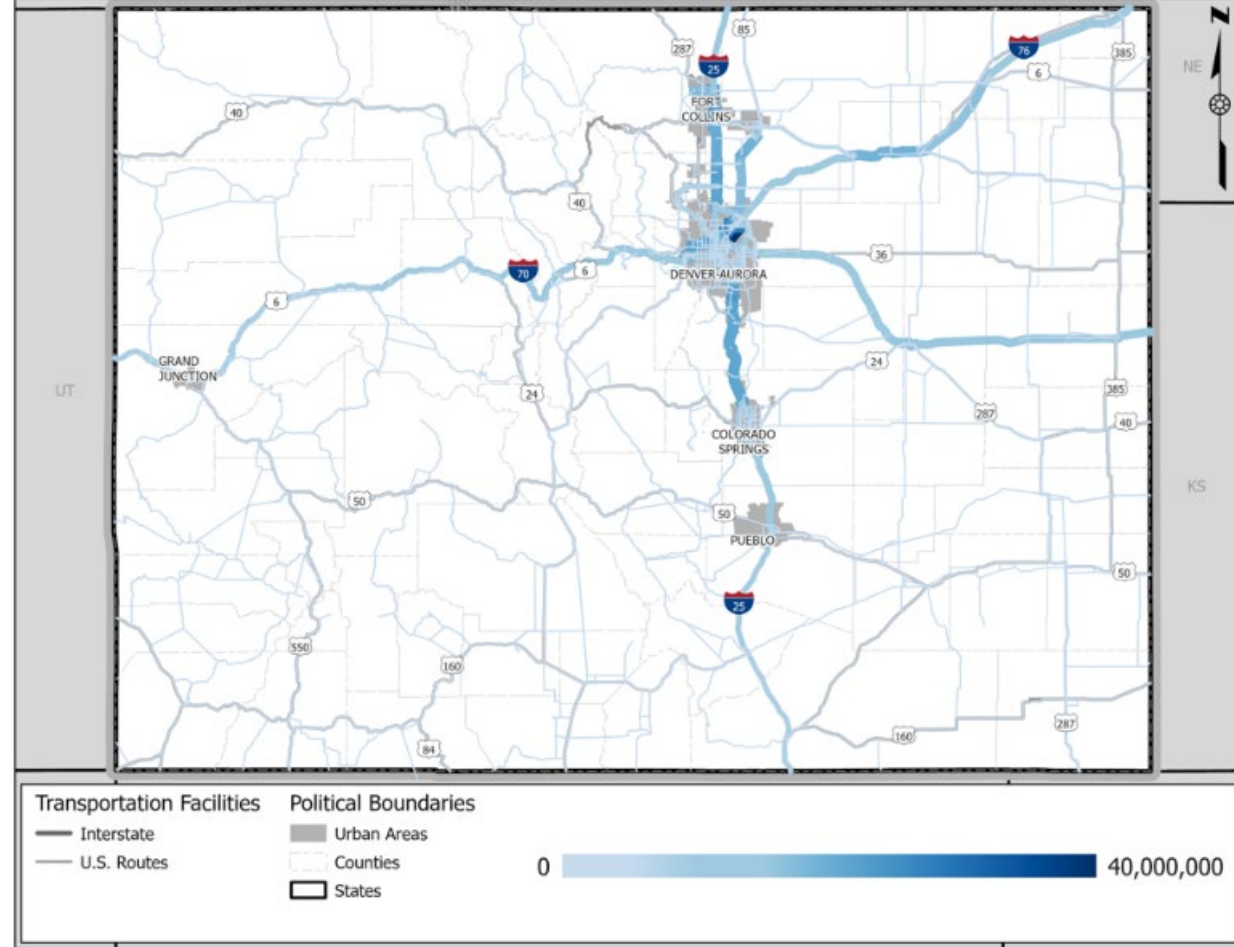 85
287
25
76
385
6
NE
N
FORT
COLLINS
40
40
36
DENVER-AURORA
70
6
6
GRAND
JUNCTION
24
UT
24
385
287
40
COLORADO
SPRINGS
KS
50
50
PUEBLO
50
25
550
160
287
160
84
Transportation Facilities
Interstate
U.S. Routes
Political Boundaries
Urban Areas
Counties
States
0
40,000,000